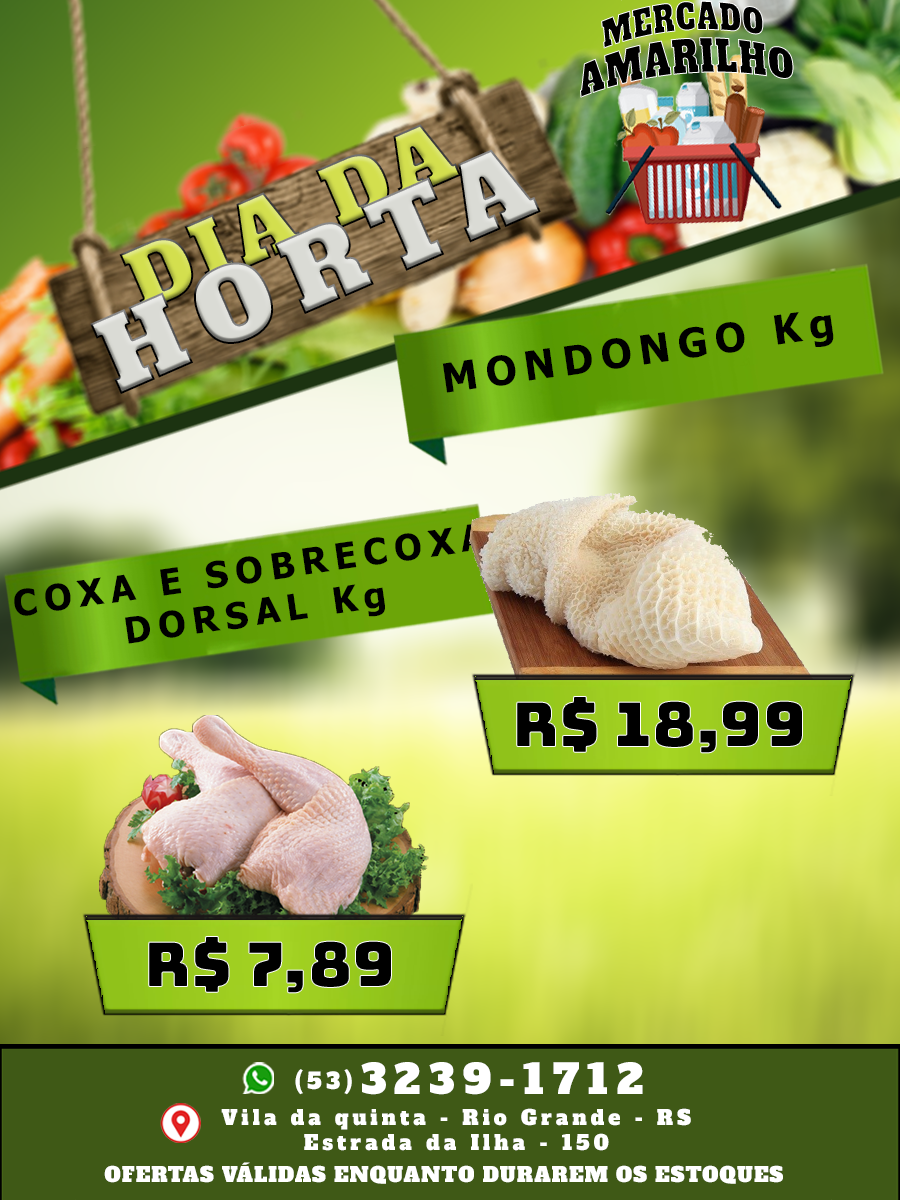 MERCADO
AMARILHO
DIA DA
HORTA
MONDONGO Kg
COXA E SOBRECOXA
DORSAL Kg
R$ 18,99
R$ 7,89
(53) 3239-1712
Vila da quinta - Rio Grande - RS
Estrada da Ilha - 150
OFERTAS VÁLIDAS ENQUANTO DURAREM OS ESTOQUES